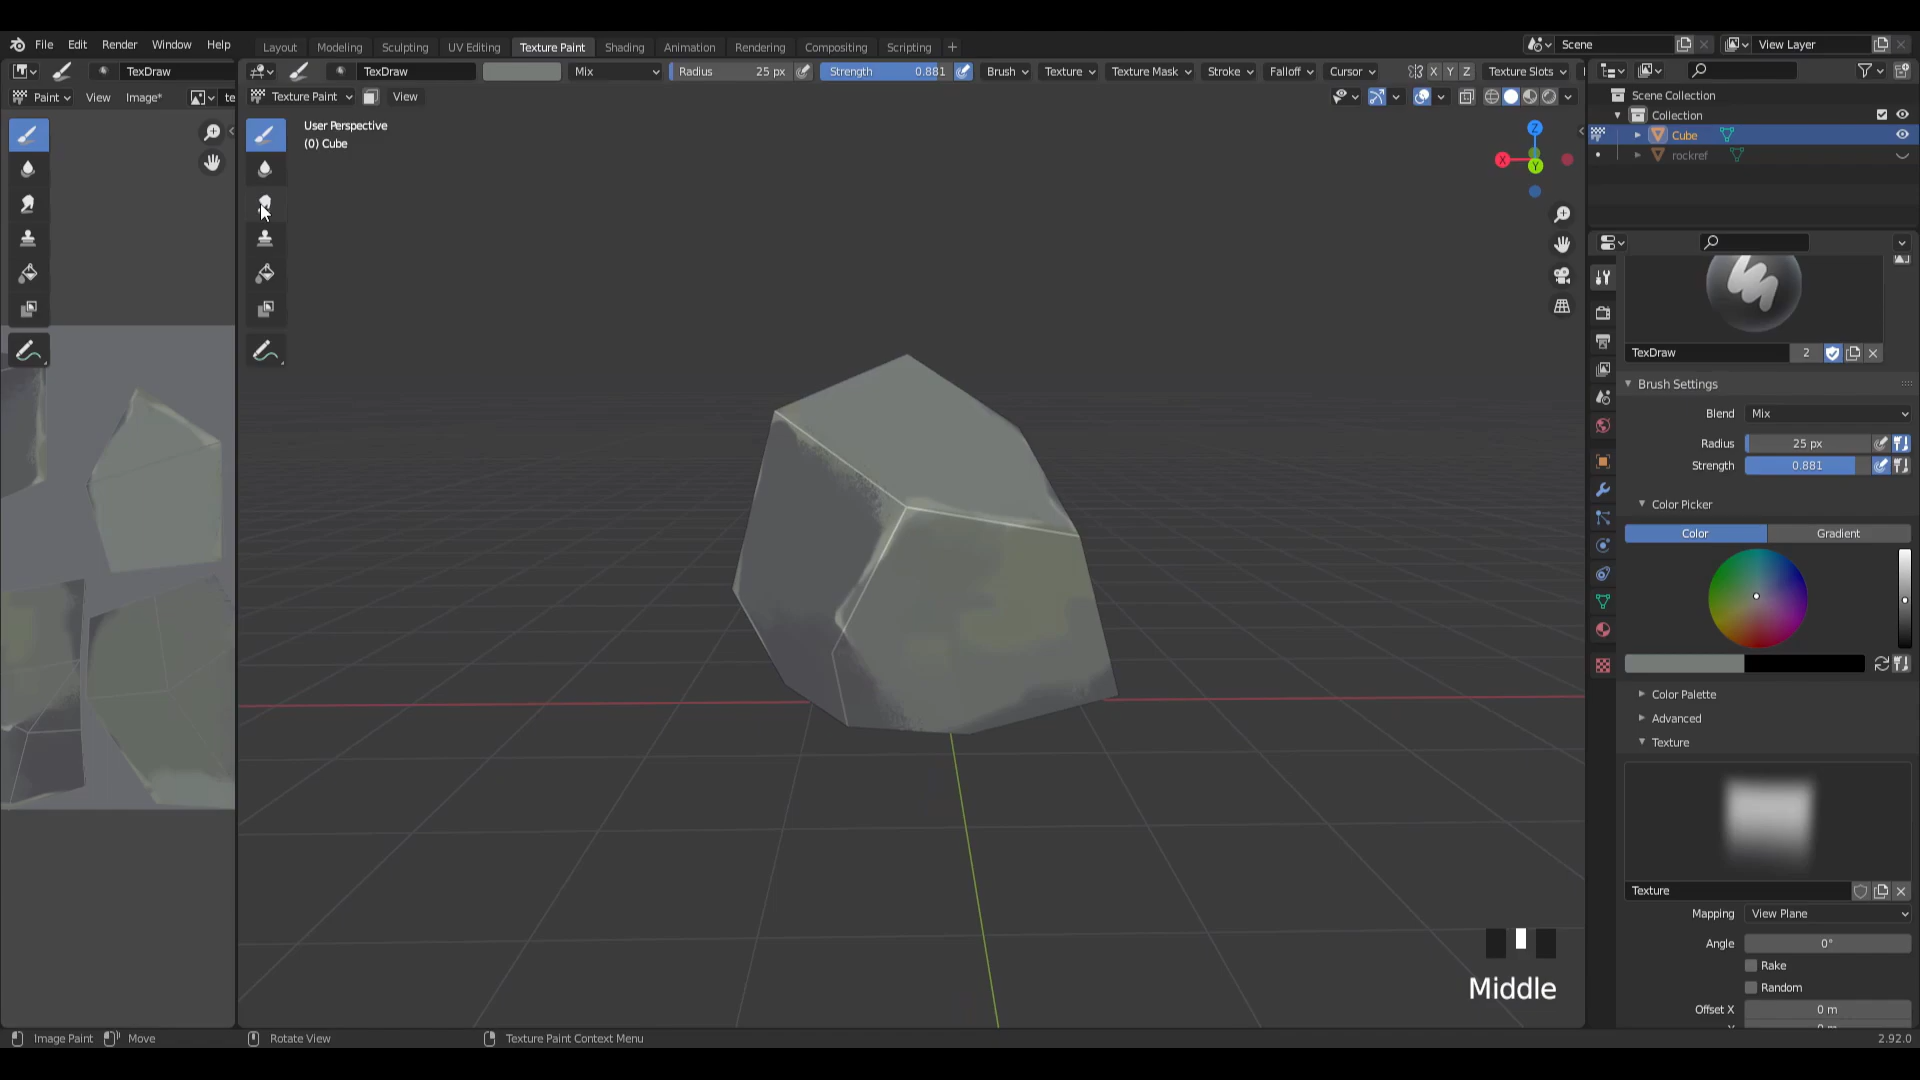 File Edit Render Window Help Layout Modeling Sculpting UV Editing Texture Paint Shading Animation Rendering Compositing Scripting + Scene View Layer
TexDraw TexDraw Mix Radius 25 px Strength 0.881 Brush Texture Texture Mask Stroke Falloff Cursor X Y Z Texture Slots
Paint View Image* te Texture Paint View
User Perspective
(0) Cube
Z
X
Y
Scene Collection
Collection
Cube
rockref
TexDraw 2
Brush Settings
Blend Mix
Radius 25 px
Strength 0.881
Color Picker
Color Gradient
Color Palette
Advanced
Texture
Texture
Mapping View Plane
Angle 0°
Rake
Random
Offset X 0 m
Middle
Image Paint Move Rotate View Texture Paint Context Menu 2.92.0